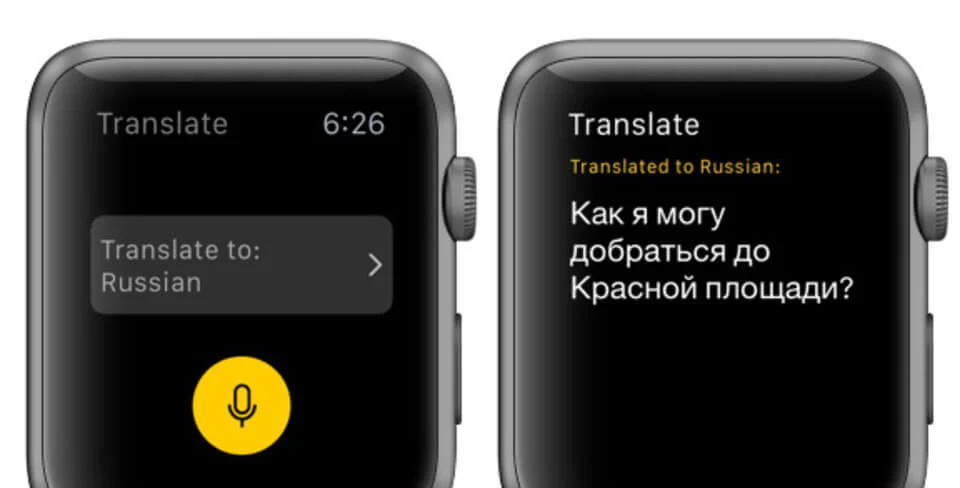 Translate
6:26
Translate to:
Russian
Translate
Translated to Russian:
Как я могу
добраться до
Красной площади?